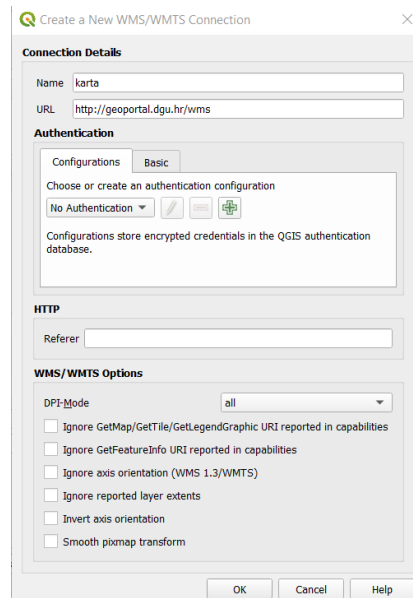 Create a New WMS/WMTS Connection
Connection Details
Name karta
URL http://geoportal.dgu.hr/wms
Authentication
Configurations Basic
Choose or create an authentication configuration
No Authentication
Configurations store encrypted credentials in the QGIS authentication
database.
HTTP
Referer
WMS/WMTS Options
DPI-Mode all
Ignore GetMap/GetTile/GetLegendGraphic URI reported in capabilities
Ignore GetFeatureInfo URI reported in capabilities
Ignore axis orientation (WMS 1.3/WMTS)
Ignore reported layer extents
Invert axis orientation
Smooth pixmap transform
OK Cancel Help